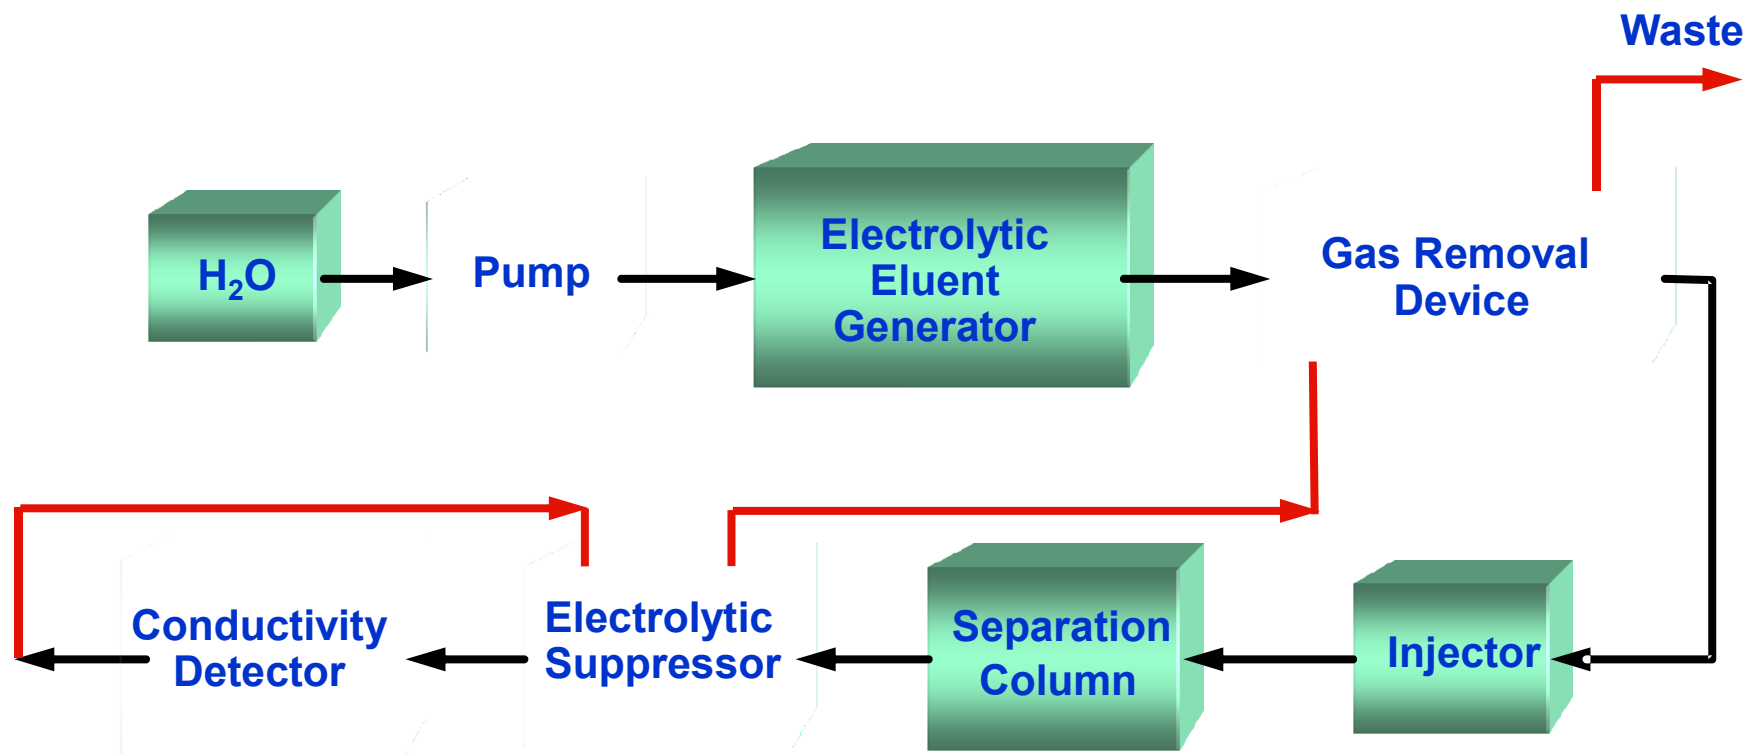 Waste
H₂O
Pump
Electrolytic
Eluent
Generator
Gas Removal
Device
Conductivity
Detector
Electrolytic
Suppressor
Separation
Column
Injector